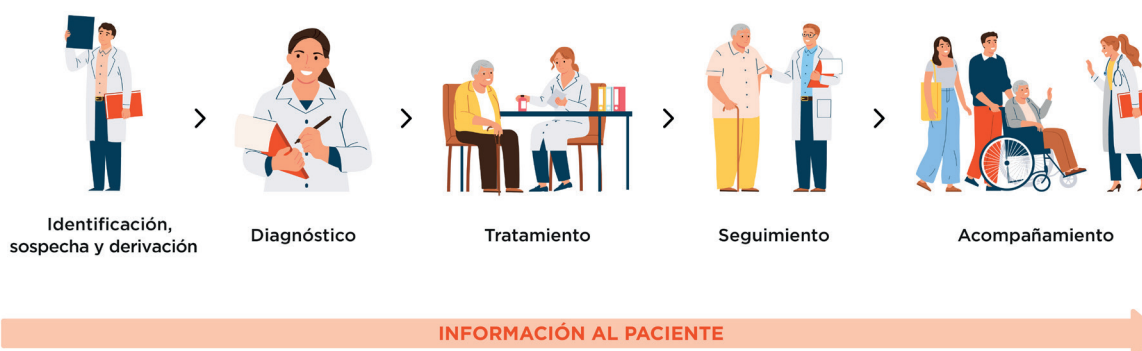 Identificación,
sospecha y derivación
Diagnóstico
Tratamiento
Seguimiento
Acompañamiento
INFORMACIÓN AL PACIENTE